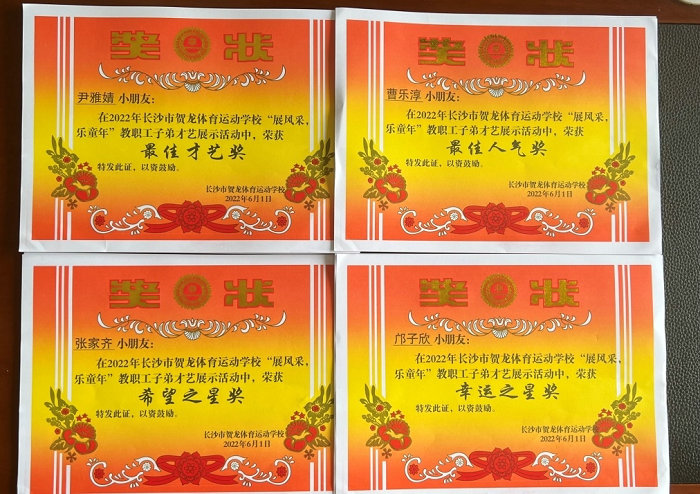 奖 状
尹雅婧 小朋友：
在2022年长沙市贺龙体育运动学校“展风采，
乐童年”教职工子弟才艺展示活动中，荣获
最佳才艺奖
特发此证，以资鼓励。
长沙市贺龙体育运动学校
2022年6月1日
奖 状
曹乐淳 小朋友：
在2022年长沙市贺龙体育运动学校“展风采，
乐童年”教职工子弟才艺展示活动中，荣获
最佳人气奖
特发此证，以资鼓励。
长沙市贺龙体育运动学校
2022年6月1日
奖 状
张家齐 小朋友：
在2022年长沙市贺龙体育运动学校“展风采，
乐童年”教职工子弟才艺展示活动中，荣获
希望之星奖
特发此证，以资鼓励。
长沙市贺龙体育运动学校
2022年6月1日
奖 状
邝子欣 小朋友：
在2022年长沙市贺龙体育运动学校“展风采，
乐童年”教职工子弟才艺展示活动中，荣获
幸运之星奖
特发此证，以资鼓励。
长沙市贺龙体育运动学校
2022年6月1日